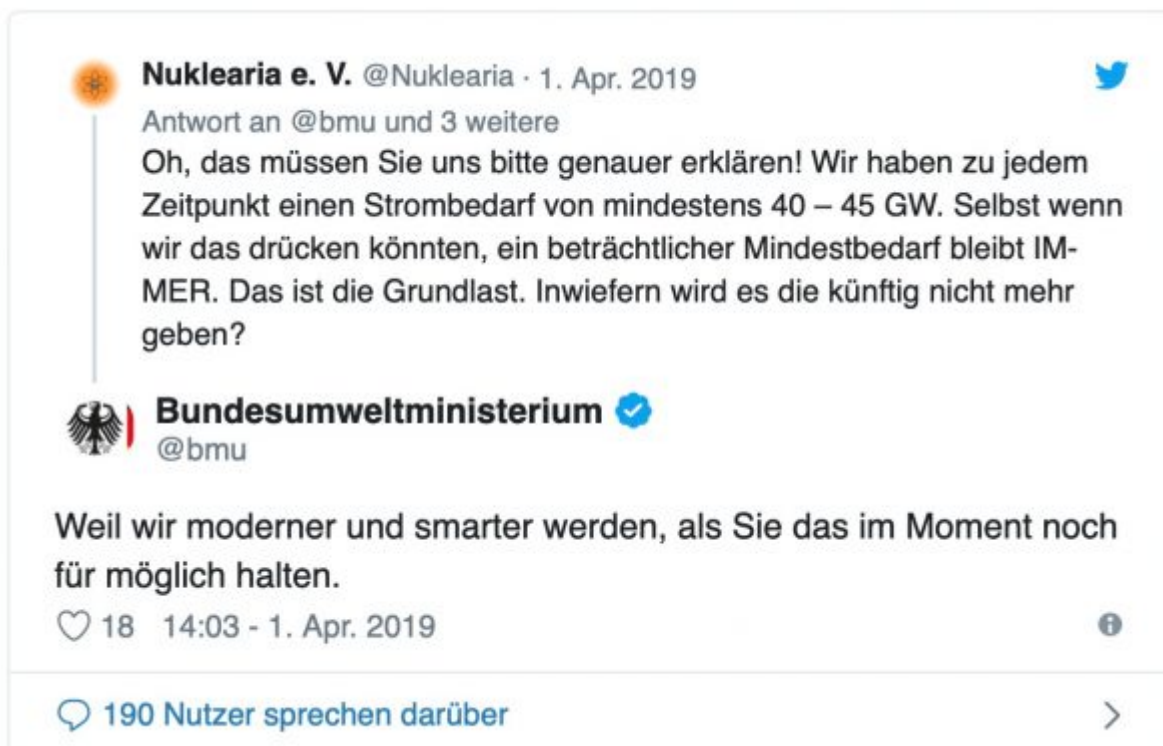 Nuklearia e. V. @Nuklearia · 1. Apr. 2019
Antwort an @bmu und 3 weitere
Oh, das müssen Sie uns bitte genauer erklären! Wir haben zu jedem
Zeitpunkt einen Strombedarf von mindestens 40 – 45 GW. Selbst wenn
wir das drücken könnten, ein beträchtlicher Mindestbedarf bleibt IM-
MER. Das ist die Grundlast. Inwiefern wird es die künftig nicht mehr
geben?
Bundesumweltministerium
@bmu
Weil wir moderner und smarter werden, als Sie das im Moment noch
für möglich halten.
18 14:03 - 1. Apr. 2019
190 Nutzer sprechen darüber